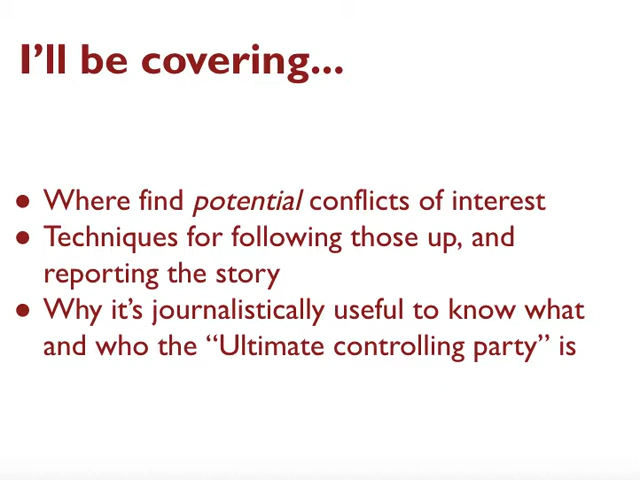 I’ll be covering...
● Where find potential conflicts of interest
● Techniques for following those up, and
reporting the story
● Why it’s journalistically useful to know what
and who the “Ultimate controlling party” is